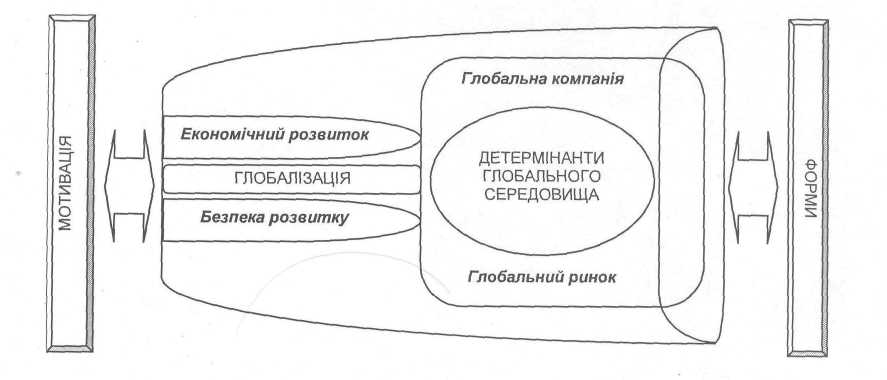 МОТИВАЦІЯ
Економічний розвиток
ГЛОБАЛІЗАЦІЯ
Безпека розвитку
Глобальна компанія
ДЕТЕРМІНАНТИ
ГЛОБАЛЬНОГО
СЕРЕДОВИЩА
Глобальний ринок
ФОРМИ